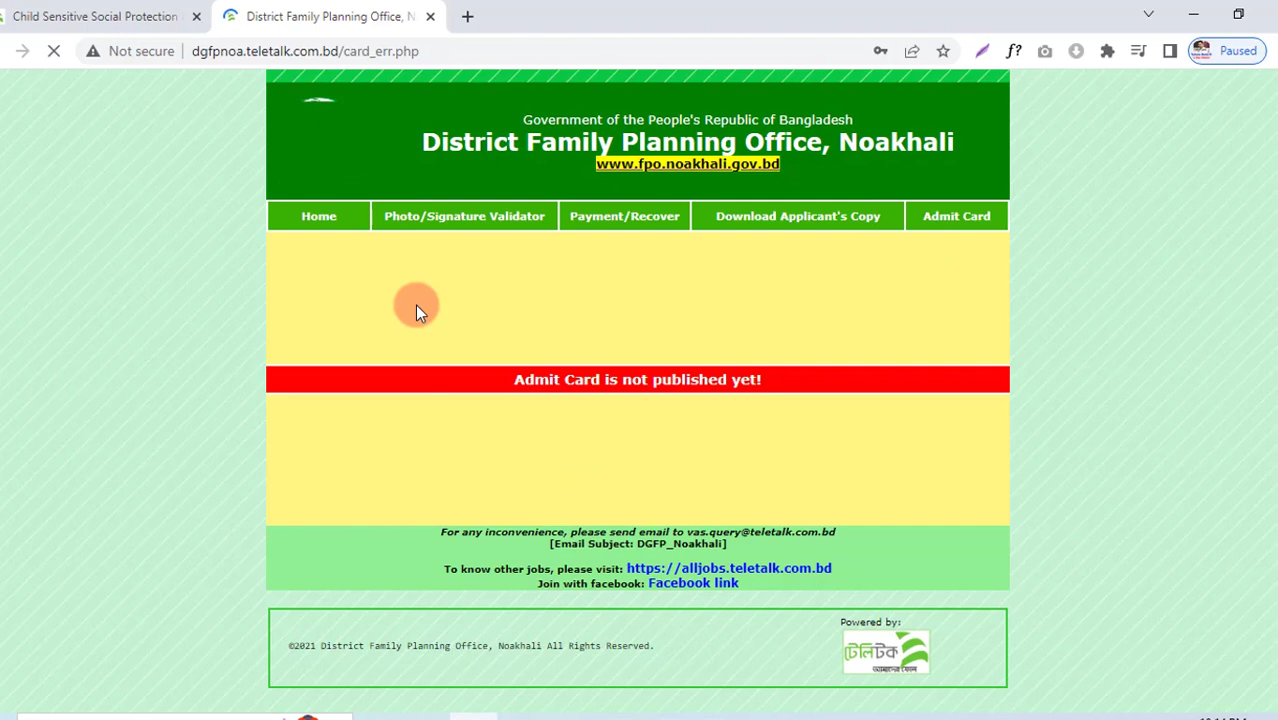 Child Sensitive Social Protection
District Family Planning Office, N
Not secure
dgfpnoa.teletalk.com.bd/card_err.php
f?
Paused
Government of the People's Republic of Bangladesh
District Family Planning Office, Noakhali
www.fpo.noakhali.gov.bd
Home
Photo/Signature Validator
Payment/Recover
Download Applicant's Copy
Admit Card
Admit Card is not published yet!
For any inconvenience, please send email to vas.query@teletalk.com.bd
[Email Subject: DGFP_Noakhali]
To know other jobs, please visit: https://alljobs.teletalk.com.bd
Join with facebook: Facebook link
Powered by:
©2021 District Family Planning Office, Noakhali All Rights Reserved.
টেলিটক
আমাদের ফোন